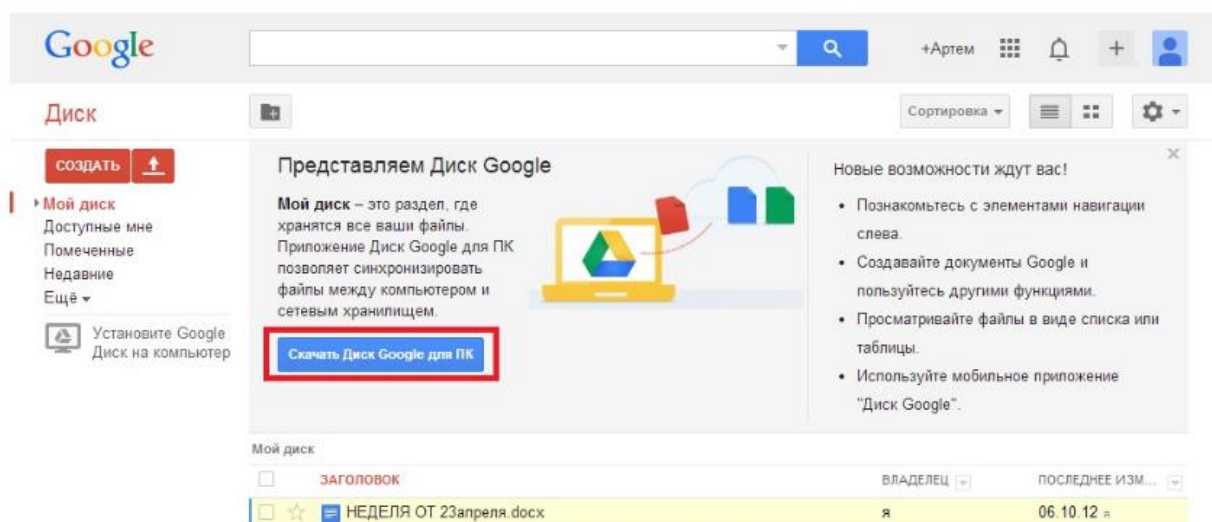 Google
+Артем
Диск
Сортировка
СОЗДАТЬ
Мой диск
Доступные мне
Помеченные
Недавние
Ещё
Установите Google
Диск на компьютер
Представляем Диск Google
Мой диск – это раздел, где
хранятся все ваши файлы.
Приложение Диск Google для ПК
позволяет синхронизировать
файлы между компьютером и
сетевым хранилищем.
Скачать Диск Google для ПК
Новые возможности ждут вас!
• Познакомьтесь с элементами навигации
слева.
• Создавайте документы Google и
пользуйтесь другими функциями.
• Просматривайте файлы в виде списка или
таблицы.
• Используйте мобильное приложение
"Диск Google".
Мой диск
ЗАГОЛОВОК ВЛАДЕЛЕЦ ПОСЛЕДНЕЕ ИЗМ...
НЕДЕЛЯ ОТ 23апреля.docx я 06.10.12 я